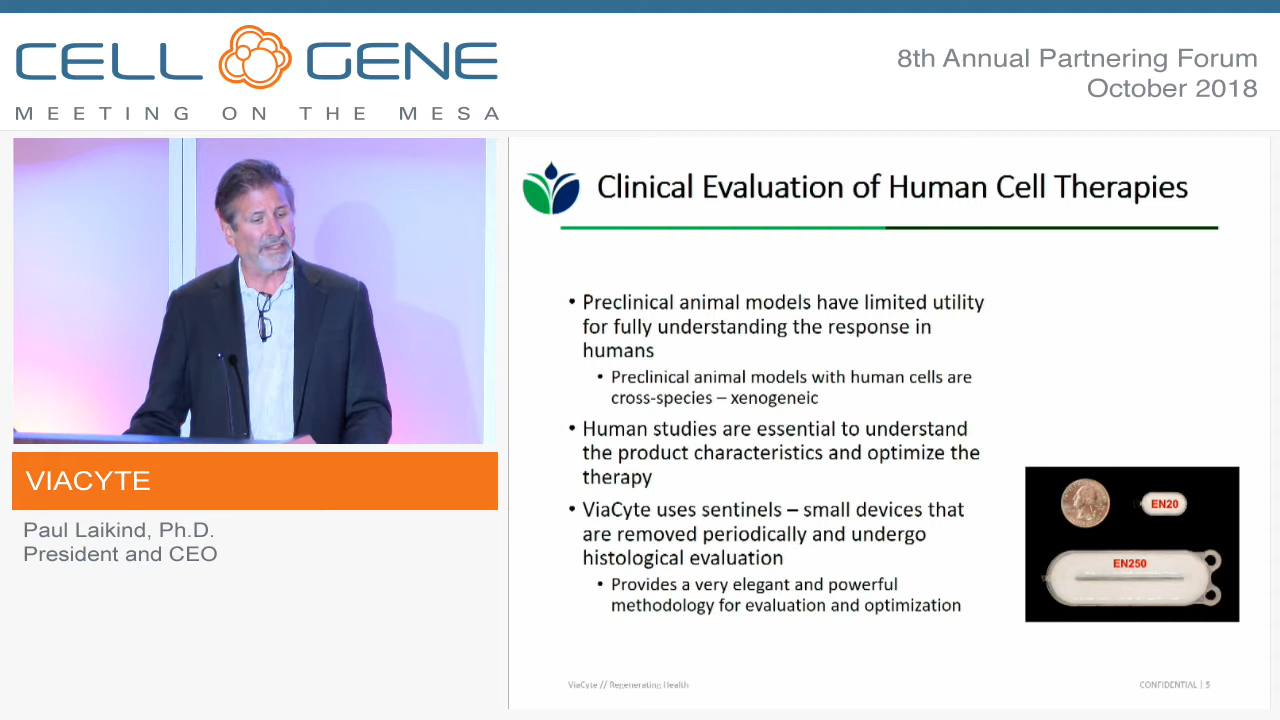 CELL GENE
MEETING ON THE MESA
8th Annual Partnering Forum
October 2018
VIACYTE
Paul Laikind, Ph.D.
President and CEO
Clinical Evaluation of Human Cell Therapies
• Preclinical animal models have limited utility
for fully understanding the response in
humans
• Preclinical animal models with human cells are
cross-species – xenogeneic
• Human studies are essential to understand
the product characteristics and optimize the
therapy
• ViaCyte uses sentinels – small devices that
are removed periodically and undergo
histological evaluation
• Provides a very elegant and powerful
methodology for evaluation and optimization
EN20
EN250
ViaCyte // Regenerating Health
CONFIDENTIAL | 5